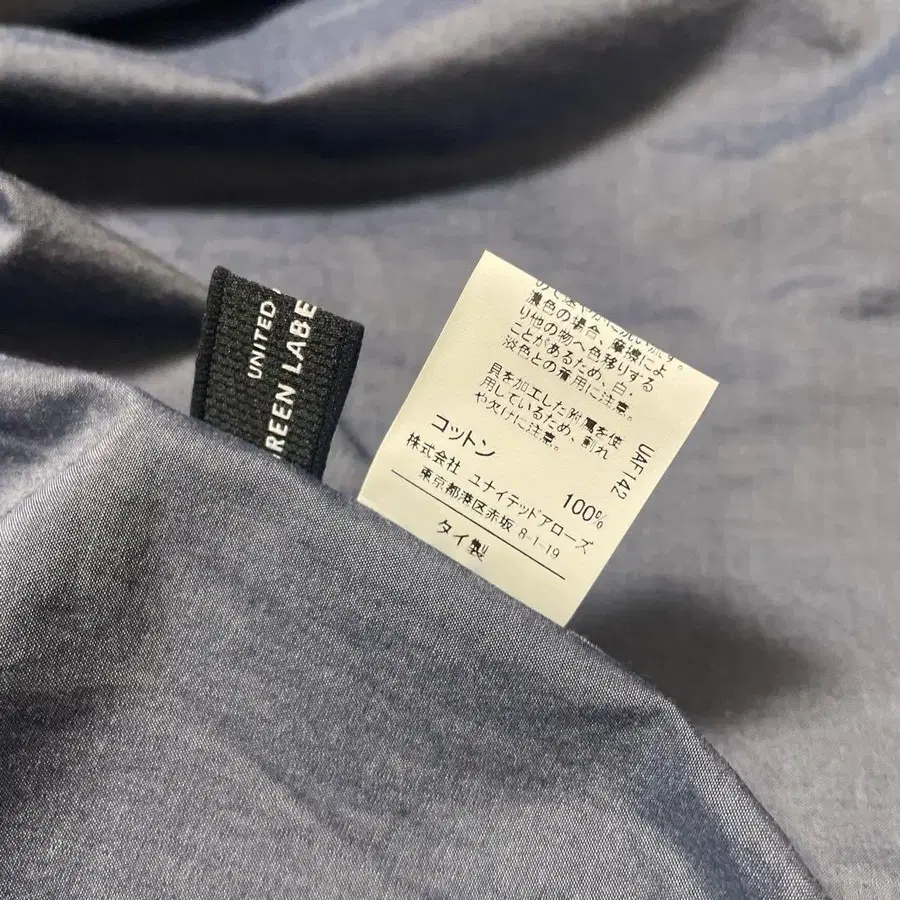 UNITED
GREEN LABE
濃色の場合、摩擦によ
り他の物へ色移りする
ことがあるため、白・
淡色との着用に注意。
貝を加工した附属を使
用しているため、割れ
や欠けに注意。
UAF142
コットン 100%
株式会社 ユナイテッドアローズ
東京都港区赤坂 8-1-19
タイ製